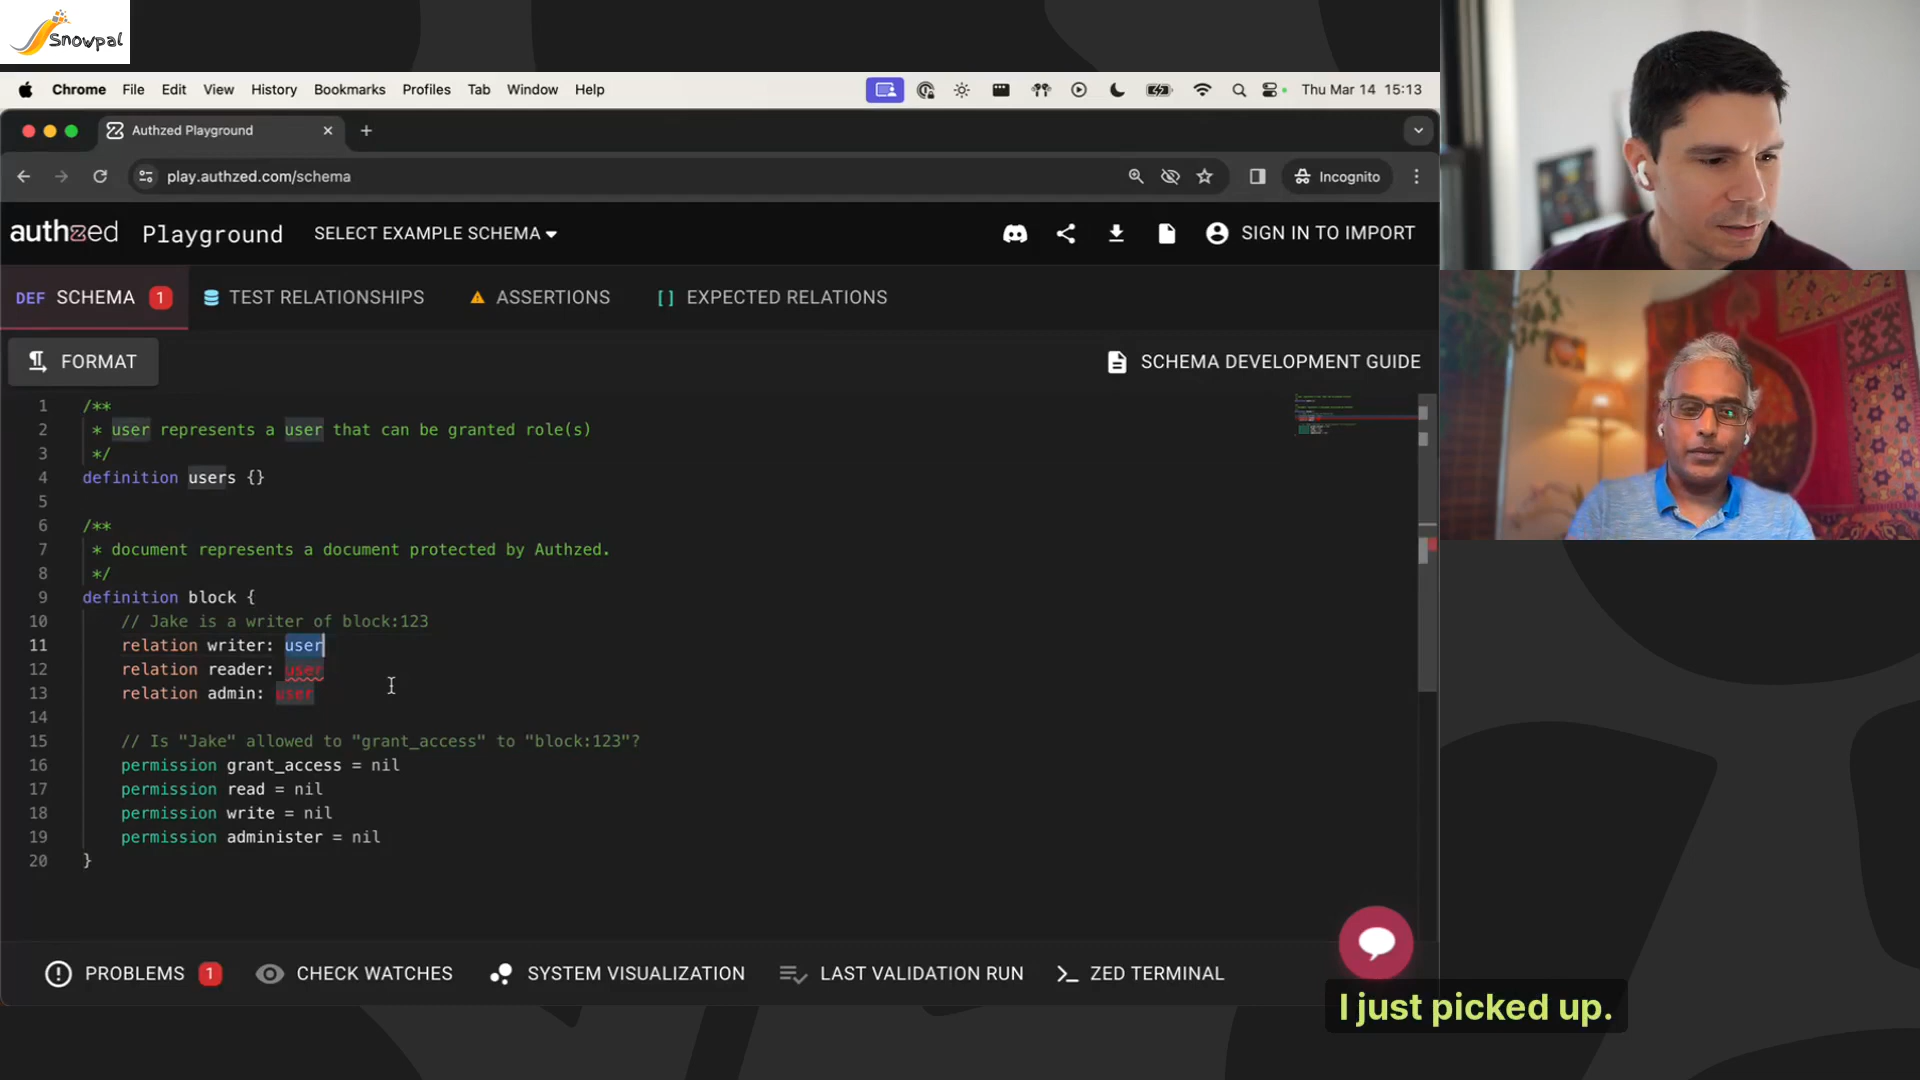 Snowpal
Chrome File Edit View History Bookmarks Profiles Tab Window Help Thu Mar 14 15:13
Authzed Playground
play.authzed.com/schema Incognito
authzed Playground SELECT EXAMPLE SCHEMA SIGN IN TO IMPORT
DEF SCHEMA 1 TEST RELATIONSHIPS ASSERTIONS [ ] EXPECTED RELATIONS
FORMAT SCHEMA DEVELOPMENT GUIDE
1 /**
2 * user represents a user that can be granted role(s)
3 */
4 definition users {}
5
6 /**
7 * document represents a document protected by Authzed.
8 */
9 definition block {
10 // Jake is a writer of block:123
11 relation writer: user
12 relation reader: user
13 relation admin: user
14
15 // Is "Jake" allowed to "grant_access" to "block:123"?
16 permission grant_access = nil
17 permission read = nil
18 permission write = nil
19 permission administer = nil
20 }
PROBLEMS 1 CHECK WATCHES SYSTEM VISUALIZATION LAST VALIDATION RUN >_ ZED TERMINAL
I just picked up.